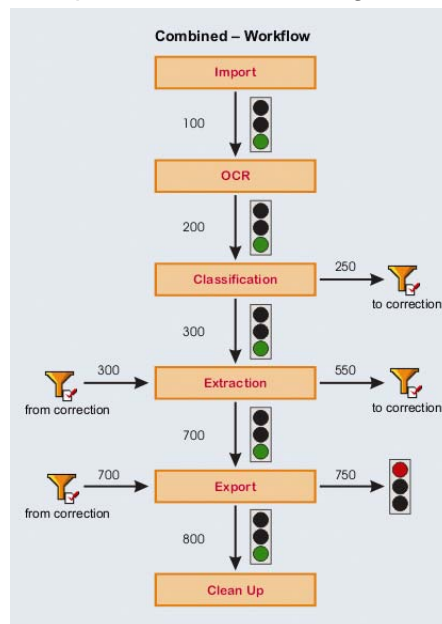 Combined – Workflow
Import
100
OCR
200
Classification
250
to correction
300
300
from correction
Extraction
550
to correction
700
700
from correction
Export
750
800
Clean Up